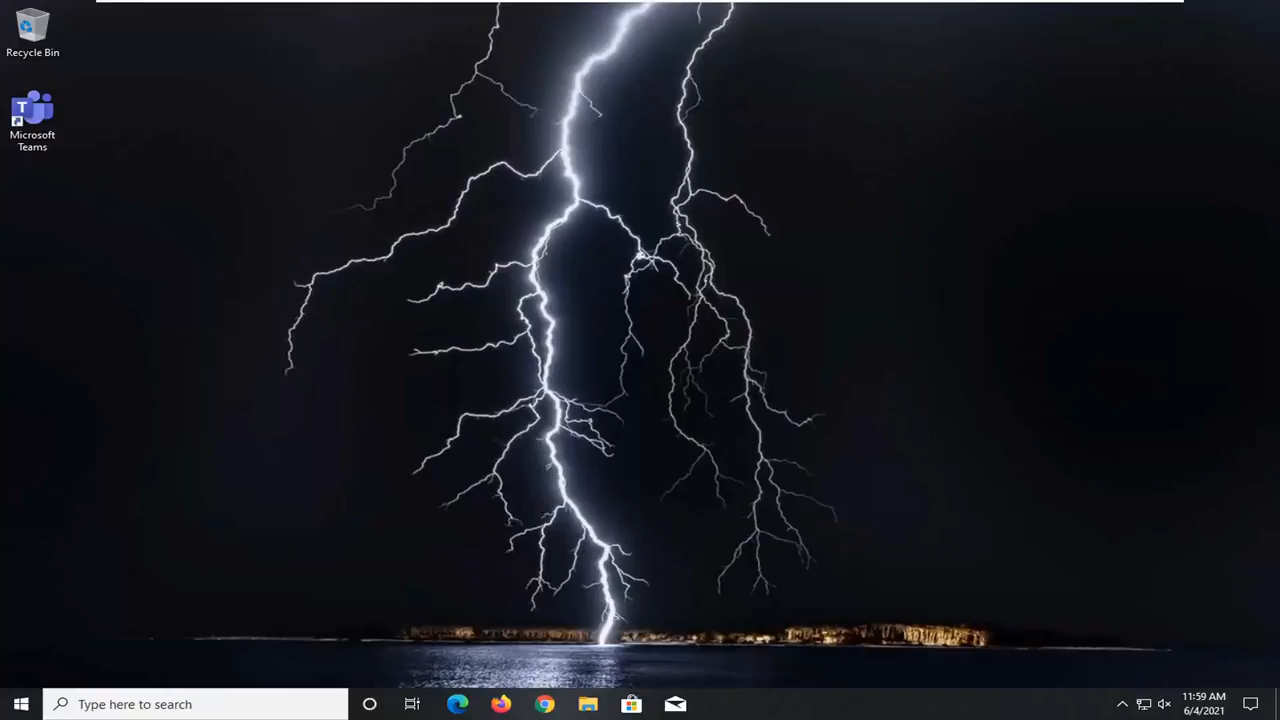 Recycle Bin
T
Microsoft
Teams
Type here to search
11:59 AM
6/4/2021